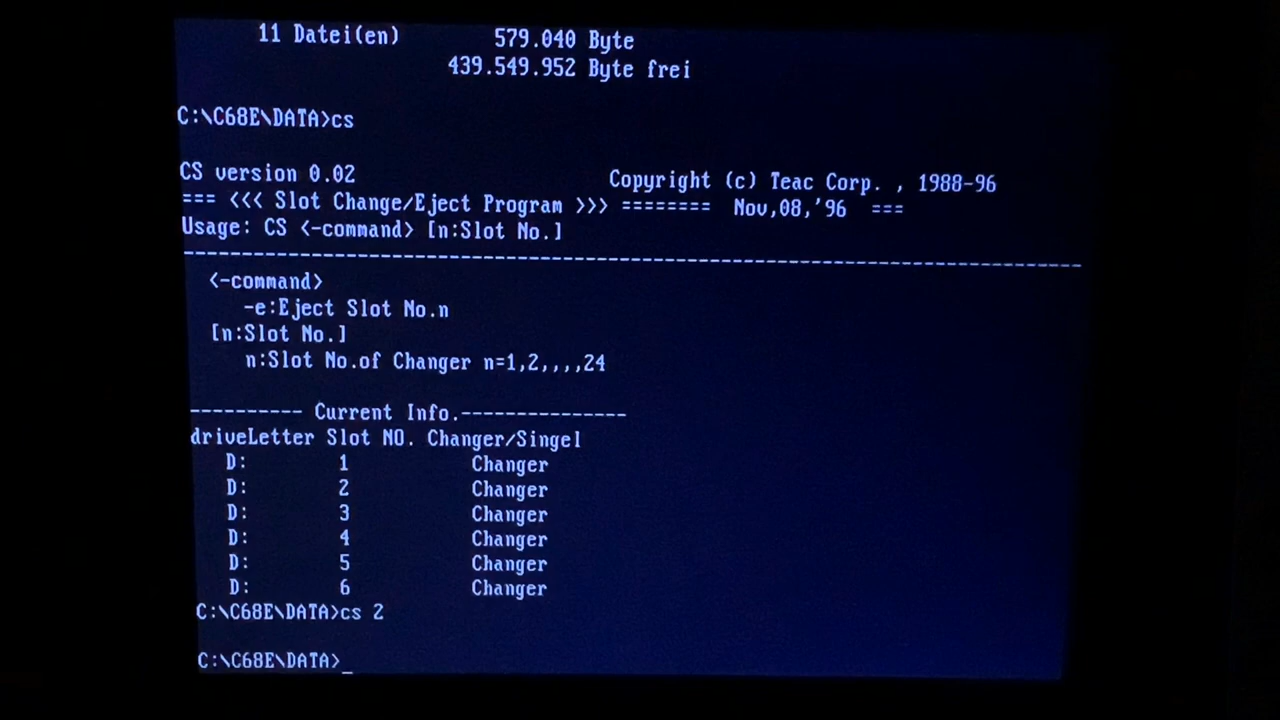 11 Datei(en) 579.040 Byte
439.549.952 Byte frei
C:\C68E\DATA>cs
CS version 0.02 Copyright (c) Teac Corp. , 1988-96
=== <<< Slot Change/Eject Program >>> ======== Nov,08,'96 ===
Usage: CS <-command> [n:Slot No.]
--------------------------------------------------------------------------------
<-command>
-e:Eject Slot No.n
[n:Slot No.]
n:Slot No.of Changer n=1,2,,,,24
---------- Current Info.---------------
driveLetter Slot NO. Changer/Singel
D: 1 Changer
D: 2 Changer
D: 3 Changer
D: 4 Changer
D: 5 Changer
D: 6 Changer
C:\C68E\DATA>cs 2
C:\C68E\DATA>_